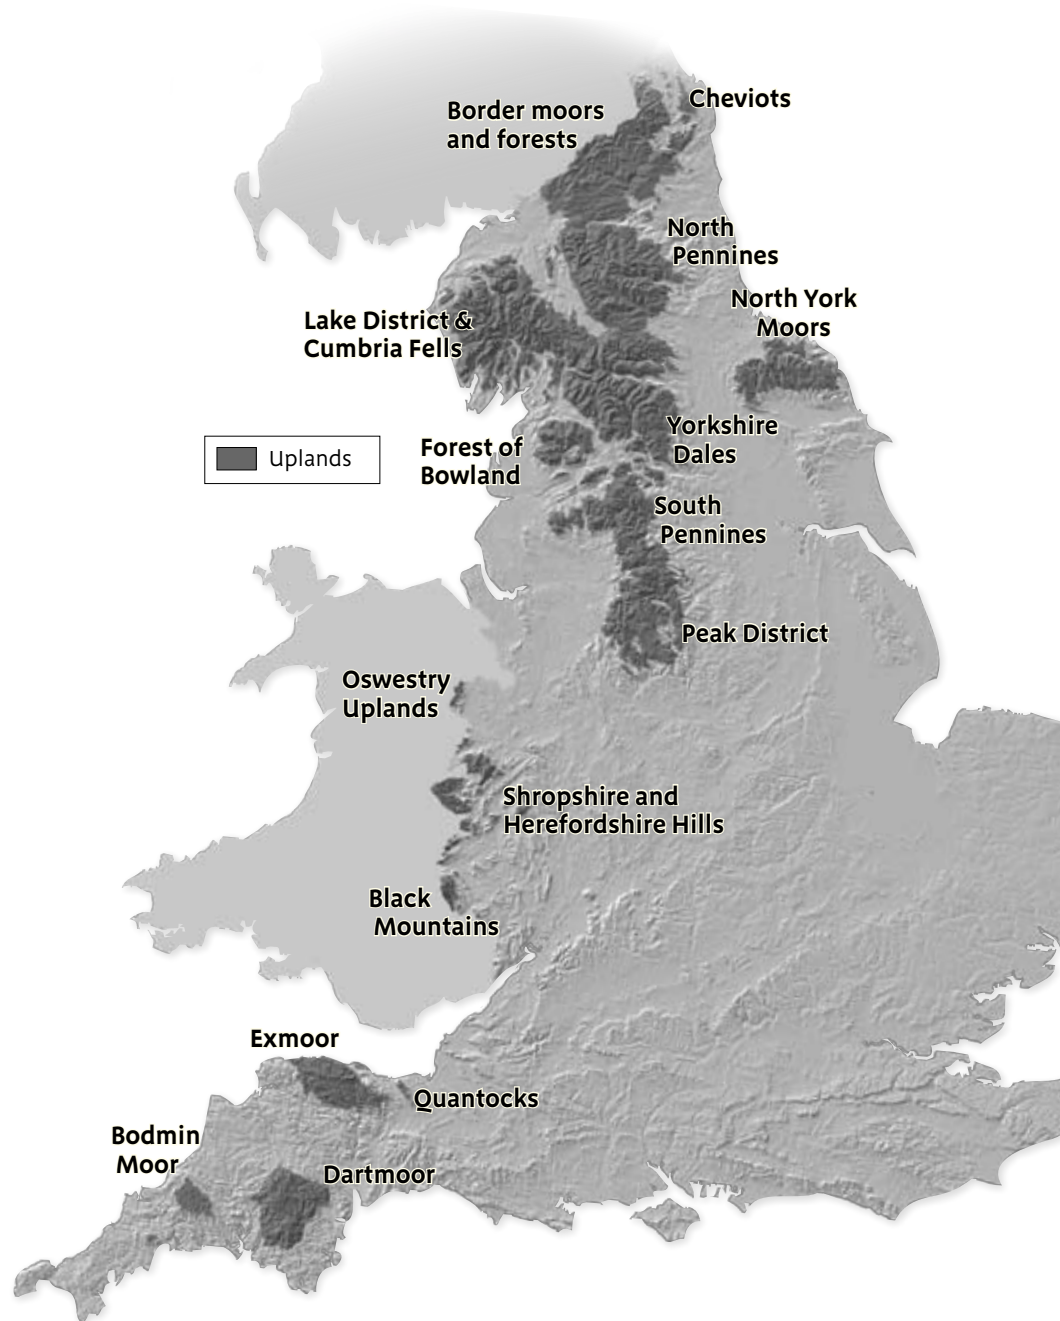 Cheviots
Border moors
and forests
North
Pennines
North York
Moors
Lake District &
Cumbria Fells
Yorkshire
Dales
Forest of
Bowland
Uplands
South
Pennines
Peak District
Oswestry
Uplands
Shropshire and
Herefordshire Hills
Black
Mountains
Exmoor
Quantocks
Bodmin
Moor
Dartmoor